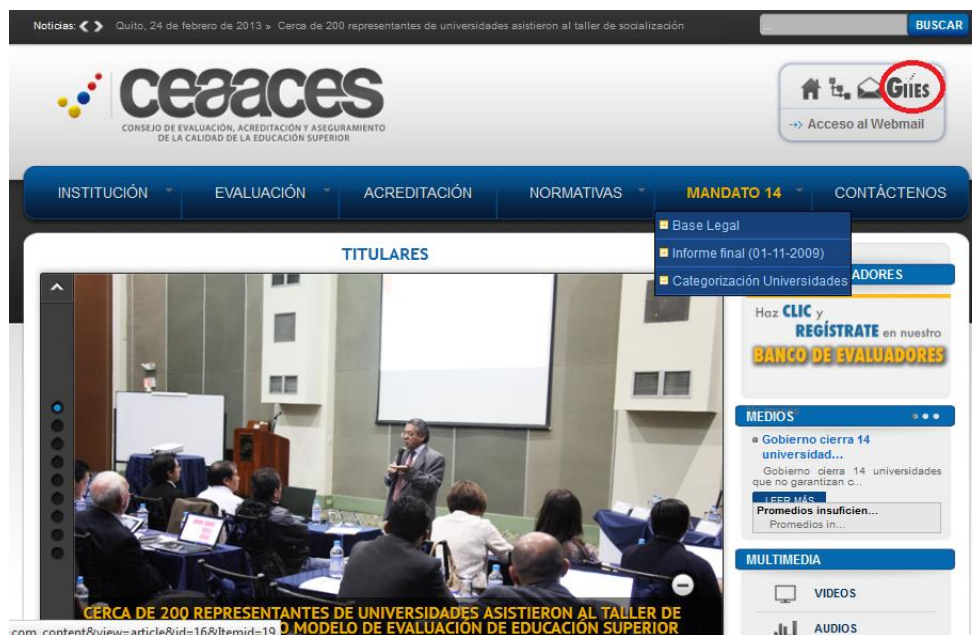 Noticias: Quito, 24 de febrero de 2013 » Cerca de 200 representantes de universidades asistieron al taller de socialización
... BUSCAR
ceaaces
CONSEJO DE EVALUACIÓN, ACREDITACIÓN Y ASEGURAMIENTO
DE LA CALIDAD DE LA EDUCACIÓN SUPERIOR
GIIES
Acceso al Webmail
INSTITUCIÓN EVALUACIÓN ACREDITACIÓN NORMATIVAS MANDATO 14 CONTÁCTENOS
Base Legal
Informe final (01-11-2009)
Categorización Universidades
TITULARES
ADORES
Haz CLIC y
REGÍSTRATE en nuestro
BANCO DE EVALUADORES
MEDIOS
Gobierno cierra 14
universidad...
Gobierno cierra 14 universidades
que no garantizan c...
LEER MÁS
Promedios insuficien...
Promedios in...
MULTIMEDIA
VIDEOS
AUDIOS
CERCA DE 200 REPRESENTANTES DE UNIVERSIDADES ASISTIERON AL TALLER DE
O MODELO DE EVALUACIÓN DE EDUCACIÓN SUPERIOR
com_content&view=article&id=16&Itemid=19